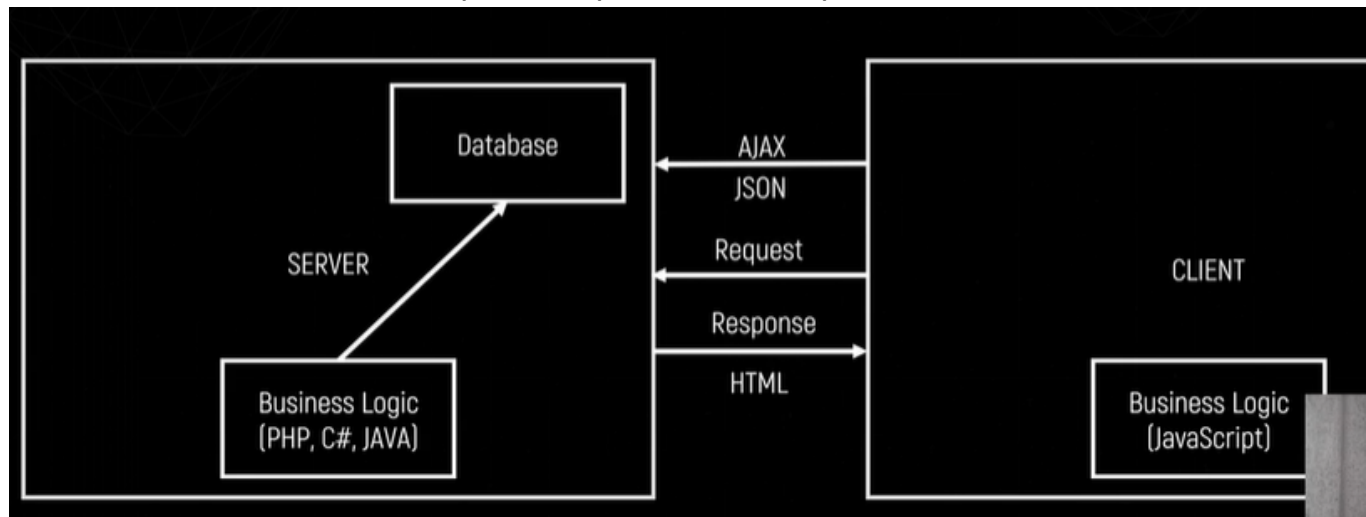 Database
SERVER
Business Logic
(PHP, C#, JAVA)
AJAX
JSON
Request
Response
HTML
CLIENT
Business Logic
(JavaScript)